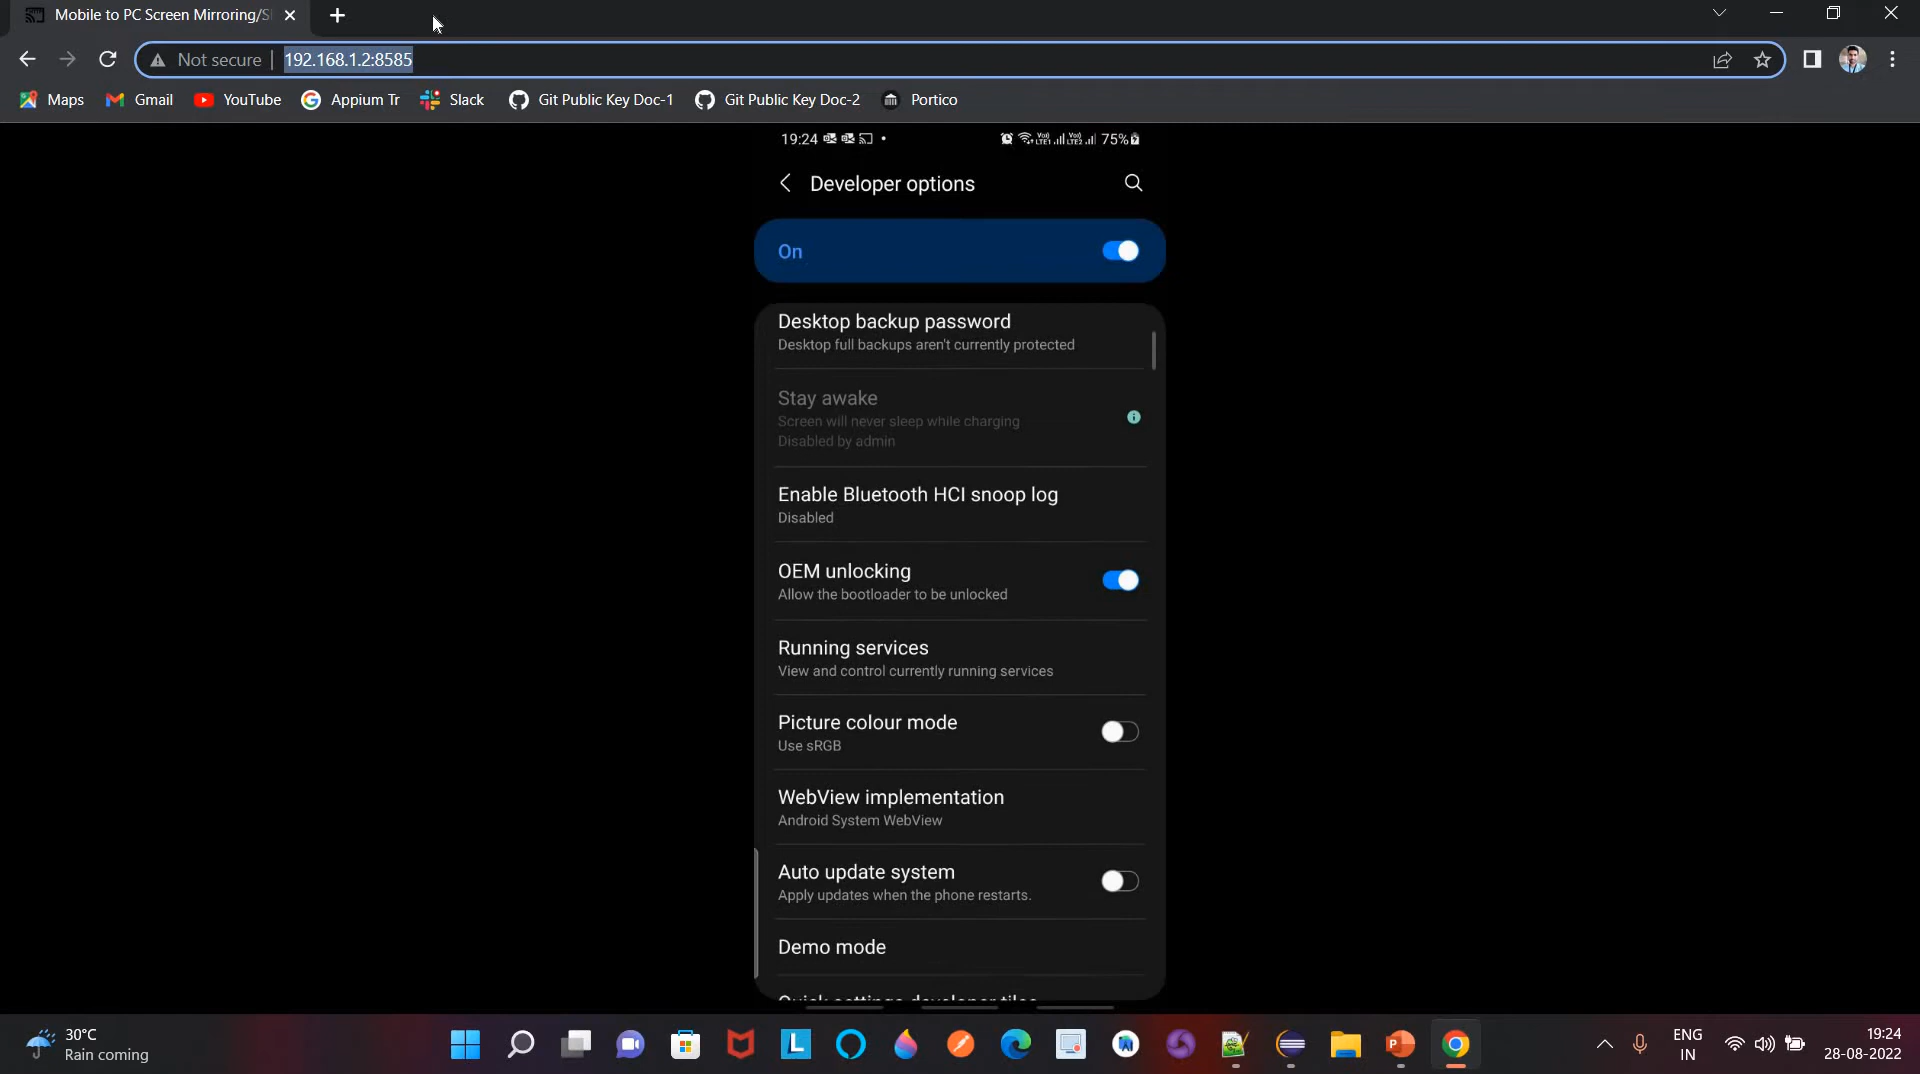 Mobile to PC Screen Mirroring/S
Not secure
192.168.1.2:8585
Maps
Gmail
YouTube
Appium Tr
Slack
Git Public Key Doc-1
Git Public Key Doc-2
Portico
19:24
75%
Developer options
On
Desktop backup password
Desktop full backups aren't currently protected
Stay awake
Screen will never sleep while charging
Disabled by admin
Enable Bluetooth HCI snoop log
Disabled
OEM unlocking
Allow the bootloader to be unlocked
Running services
View and control currently running services
Picture colour mode
Use sRGB
WebView implementation
Android System WebView
Auto update system
Apply updates when the phone restarts.
Demo mode
Quick settings developer tiles
30°C
Rain coming
ENG
IN
19:24
28-08-2022